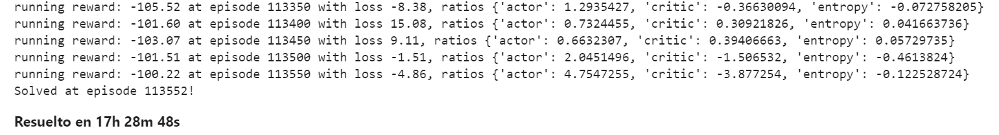 running reward: -105.52 at episode 113350 with loss -8.38, ratios {'actor': 1.2935427, 'critic': -0.36630094, 'entropy': -0.072758205}
running reward: -101.60 at episode 113400 with loss 15.08, ratios {'actor': 0.7324455, 'critic': 0.30921826, 'entropy': 0.041663736}
running reward: -103.07 at episode 113450 with loss 9.11, ratios {'actor': 0.6632307, 'critic': 0.39406663, 'entropy': 0.05729735}
running reward: -101.51 at episode 113500 with loss -1.51, ratios {'actor': 2.0451496, 'critic': -1.506532, 'entropy': -0.4613824}
running reward: -100.22 at episode 113550 with loss -4.86, ratios {'actor': 4.7547255, 'critic': -3.877254, 'entropy': -0.122528724}
Solved at episode 113552!
Resuelto en 17h 28m 48s